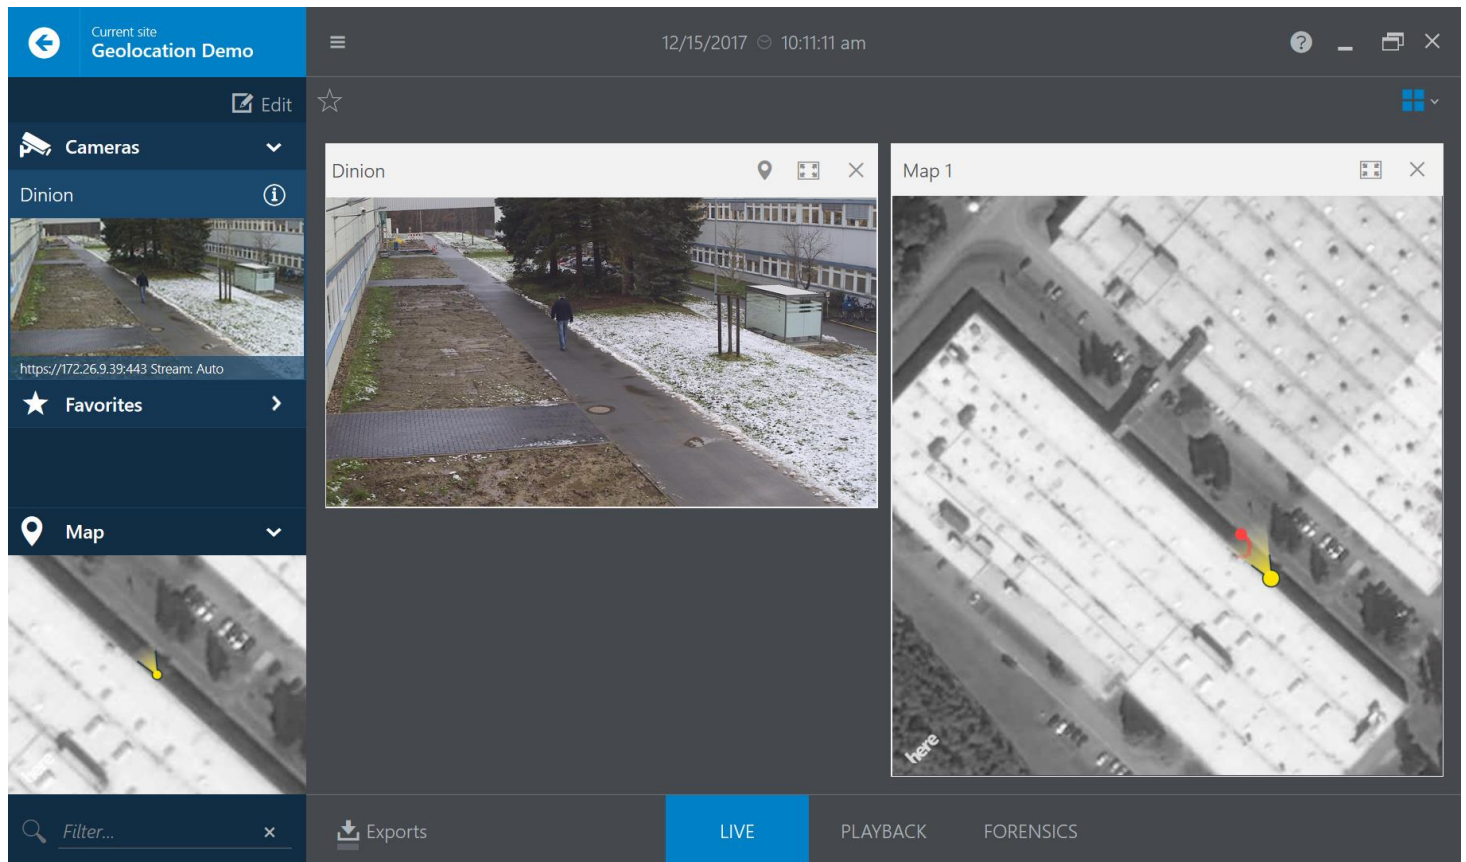 Current site
Geolocation Demo
12/15/2017 10:11:11 am
Edit
Cameras
Dinion
https://172.26.9.39:443 Stream: Auto
Favorites
Map
here
Filter...
Dinion
Map 1
here
Exports
LIVE
PLAYBACK
FORENSICS